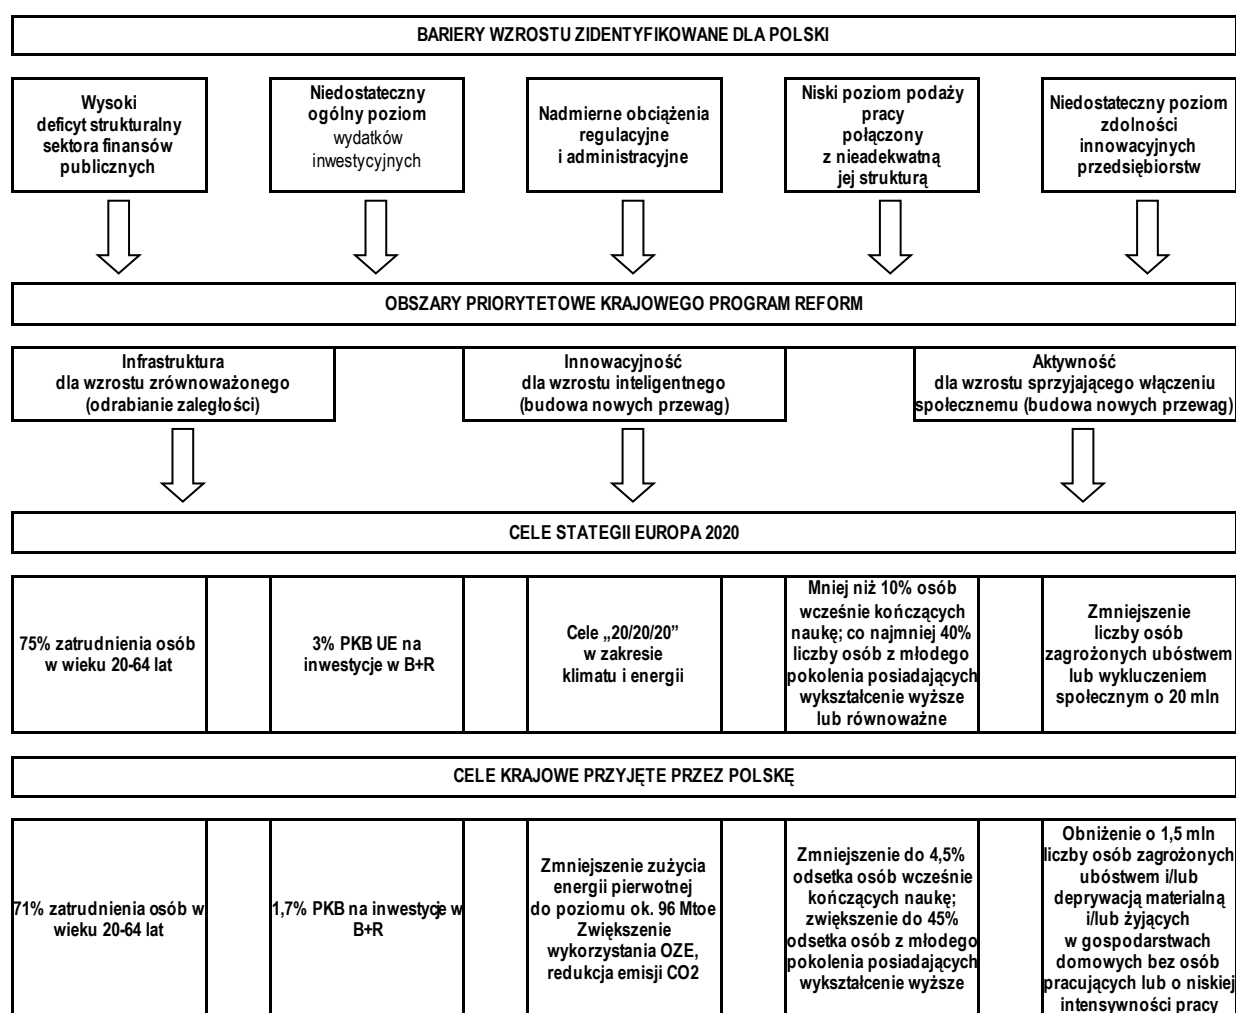 BARIERY WZROSTU ZIDENTYFIKOWANE DLA POLSKI
Wysoki
deficyt strukturalny
sektora finansów
publicznych
Niedostateczny
ogólny poziom
wydatków
inwestycyjnych
Nadmierne obciążenia
regulacyjne
i administracyjne
Niski poziom podaży
pracy
połączony
z nieadekwatną
jej strukturą
Niedostateczny poziom
zdolności
innowacyjnych
przedsiębiorstw
OBSZARY PRIORYTETOWE KRAJOWEGO PROGRAM REFORM
Infrastruktura
dla wzrostu zrównoważonego
(odrabianie zaległości)
Innowacyjność
dla wzrostu inteligentnego
(budowa nowych przewag)
Aktywność
dla wzrostu sprzyjającego włączeniu
społecznemu (budowa nowych przewag)
CELE STATEGII EUROPA 2020
75% zatrudnienia osób
w wieku 20-64 lat
3% PKB UE na
inwestycje w B+R
Cele „20/20/20”
w zakresie
klimatu i energii
Mniej niż 10% osób
wcześnie kończących
naukę; co najmniej 40%
liczby osób z młodego
pokolenia posiadających
wykształcenie wyższe
lub równoważne
Zmniejszenie
liczby osób
zagrożonych ubóstwem
lub wykluczeniem
społecznym o 20 mln
CELE KRAJOWE PRZYJĘTE PRZEZ POLSKĘ
71% zatrudnienia osób w
wieku 20-64 lat
1,7% PKB na inwestycje w
B+R
Zmniejszenie zużycia
energii pierwotnej
do poziomu ok. 96 Mtoe
Zwiększenie
wykorzystania OZE,
redukcja emisji CO2
Zmniejszenie do 4,5%
odsetka osób wcześnie
kończących naukę;
zwiększenie do 45%
odsetka osób z młodego
pokolenia posiadających
wykształcenie wyższe
Obniżenie o 1,5 mln
liczby osób zagrożonych
ubóstwem i/lub
deprywacją materialną
i/lub żyjących
w gospodarstwach
domowych bez osób
pracujących lub o niskiej
intensywności pracy